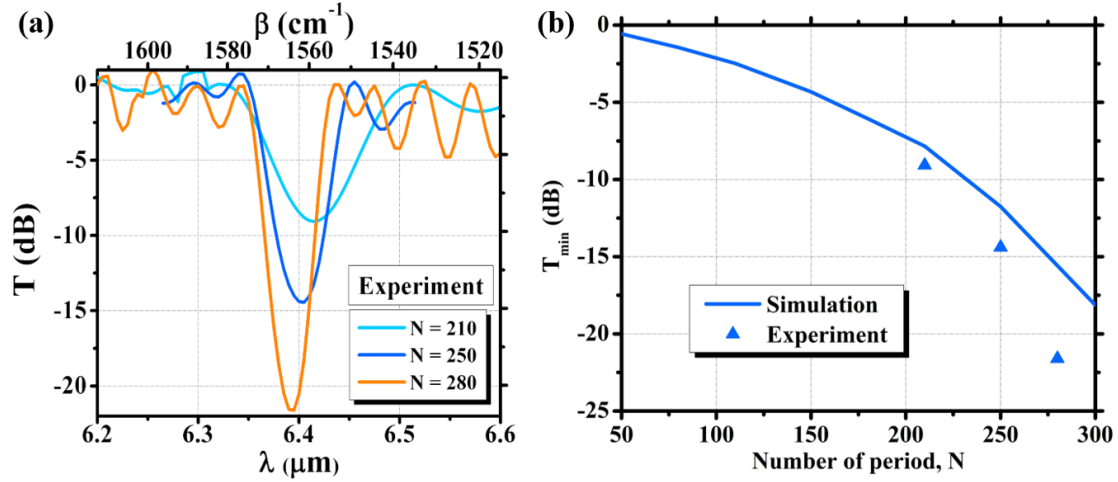 (a)
β (cm⁻¹)
1600 1580 1560 1540 1520
0
-5
-10
-15
-20
T (dB)
Experiment
N = 210
N = 250
N = 280
6.2 6.3 6.4 6.5 6.6
λ (μm)
(b)
0
-5
-10
-15
-20
-25
T_min (dB)
Simulation
Experiment
50 100 150 200 250 300
Number of period, N